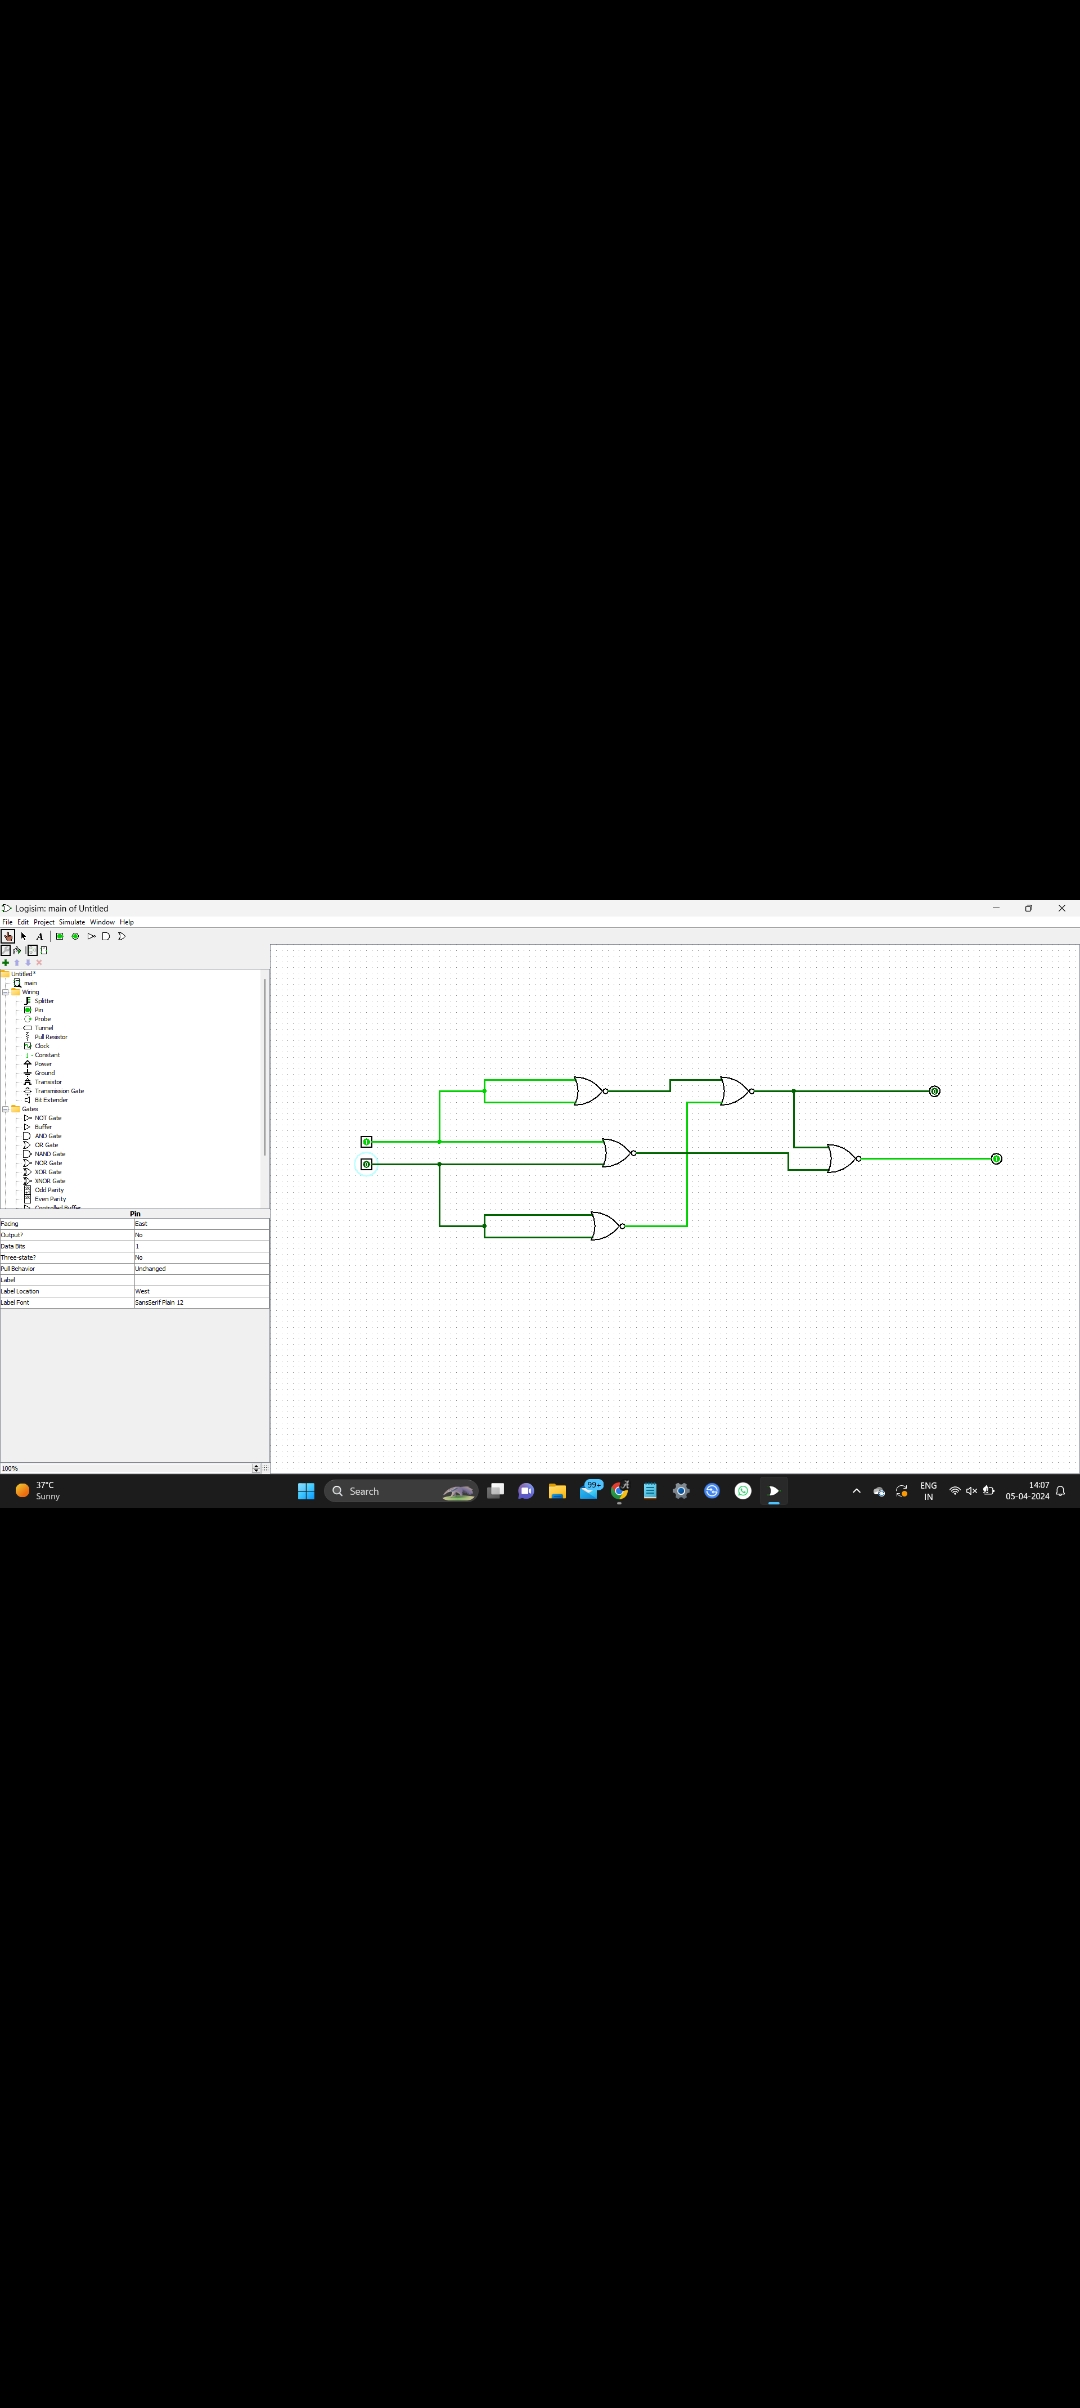 Logisim: main of Untitled
File Edit Project Simulate Window Help
A
Untitled*
main
Wiring
Splitter
Pin
Probe
Tunnel
Pull Resistor
Clock
Constant
Power
Ground
Transistor
Transmission Gate
Bit Extender
Gates
NOT Gate
Buffer
AND Gate
OR Gate
NAND Gate
NOR Gate
XOR Gate
XNOR Gate
Odd Parity
Even Parity
Controlled Buffer
Pin
Facing East
Output? No
Data Bits 1
Three-state? No
Pull Behavior Unchanged
Label
Label Location West
Label Font SansSerif Plain 12
100%
1
0
0
1
37°C
Sunny
Search
99+
ENG
IN
14:07
05-04-2024